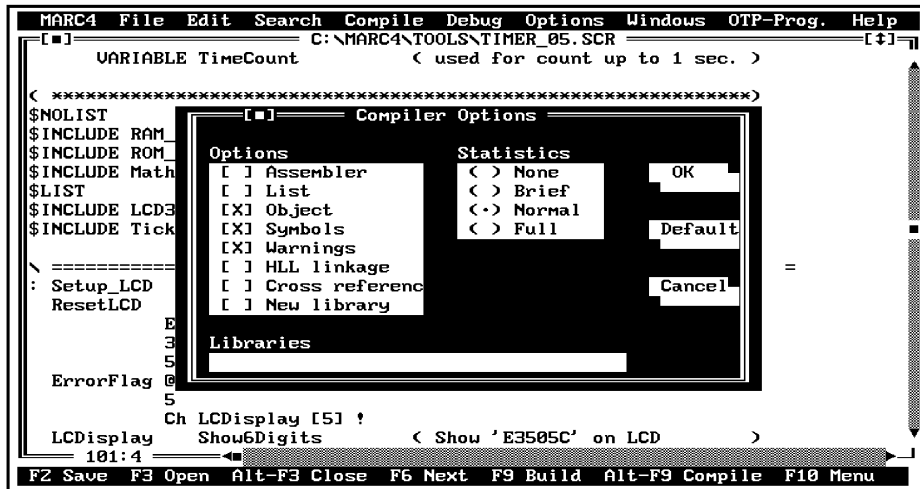 MARC4 File Edit Search Compile Debug Options Windows OTP-Prog. Help
[■] C:\MARC4\TOOLS\TIMER_05.SCR [↕]
VARIABLE TimeCount ( used for count up to 1 sec. )
( **************************************************************)
$NOLIST
$INCLUDE RAM_
$INCLUDE ROM_
$INCLUDE Math
$LIST
$INCLUDE LCD3
$INCLUDE Tick
\ ============ =
: Setup_LCD
ResetLCD
E
3
5
ErrorFlag @
5
Ch LCDisplay [5] !
LCDisplay Show6Digits ( Show 'E3505C' on LCD )
101:4
[■] Compiler Options
Options
[ ] Assembler
[ ] List
[X] Object
[X] Symbols
[X] Warnings
[ ] HLL linkage
[ ] Cross referenc
[ ] New library
Statistics
( ) None
( ) Brief
(·) Normal
( ) Full
OK
Default
Cancel
Libraries
F2 Save F3 Open Alt-F3 Close F6 Next F9 Build Alt-F9 Compile F10 Menu